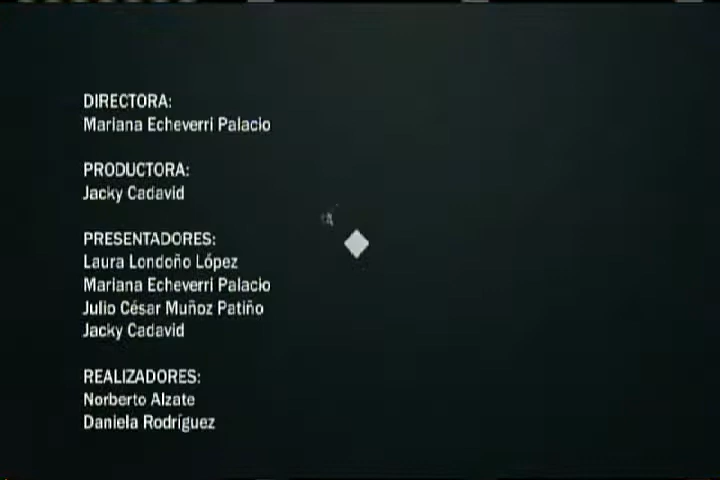 DIRECTORA:
Mariana Echeverri Palacio
PRODUCTORA:
Jacky Cadavid
PRESENTADORES:
Laura Londoño López
Mariana Echeverri Palacio
Julio César Muñoz Patiño
Jacky Cadavid
REALIZADORES:
Norberto Alzate
Daniela Rodríguez